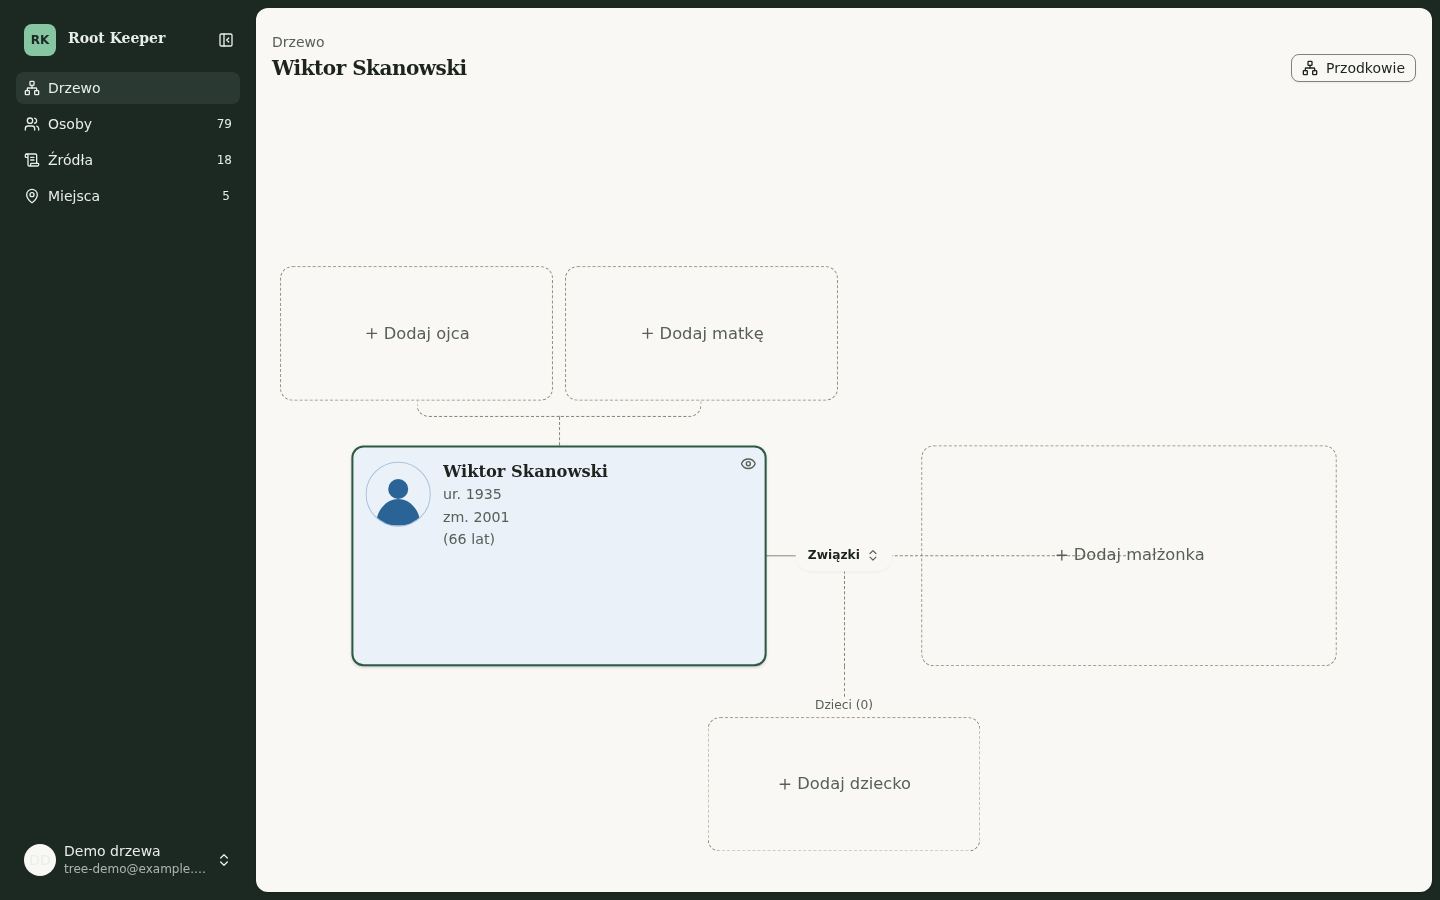 RK
Root Keeper
Drzewo
Osoby 79
Źródła 18
Miejsca 5
Demo drzewa
tree-demo@example....
Drzewo
Wiktor Skanowski
Przodkowie
+ Dodaj ojca
+ Dodaj matkę
Wiktor Skanowski
ur. 1935
zm. 2001
(66 lat)
Związki
+ Dodaj małżonka
Dzieci (0)
+ Dodaj dziecko